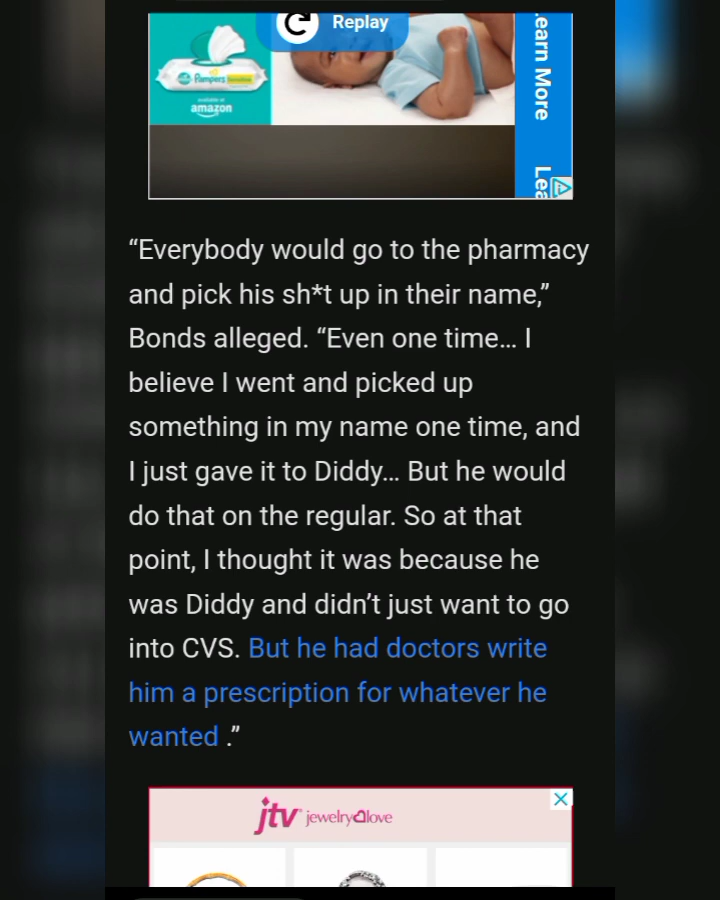 Replay
Pampers
Sensitive
available at
amazon
earn More
Lea
“Everybody would go to the pharmacy
and pick his sh*t up in their name,”
Bonds alleged. “Even one time… I
believe I went and picked up
something in my name one time, and
I just gave it to Diddy… But he would
do that on the regular. So at that
point, I thought it was because he
was Diddy and didn’t just want to go
into CVS. But he had doctors write
him a prescription for whatever he
wanted .”
jtv jewelry love